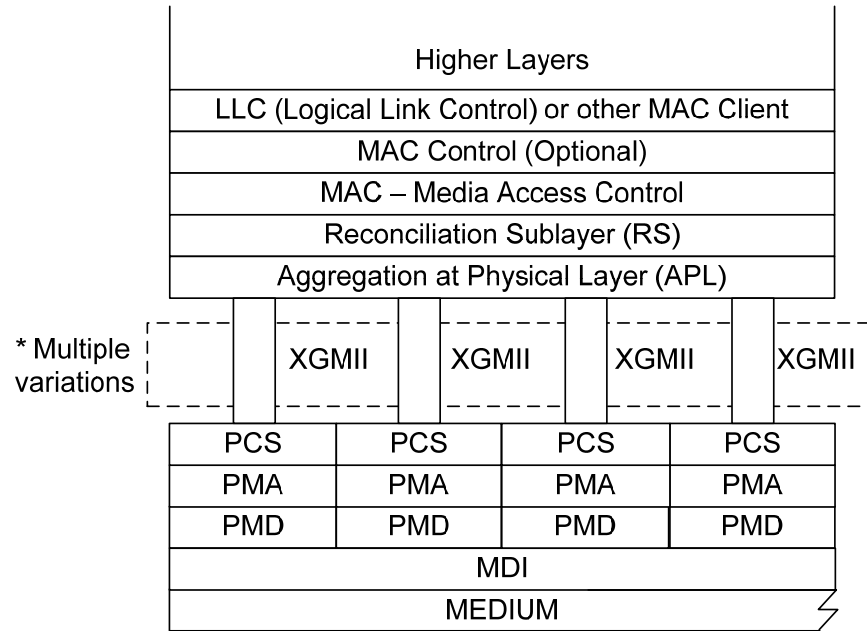 Higher Layers
LLC (Logical Link Control) or other MAC Client
MAC Control (Optional)
MAC – Media Access Control
Reconciliation Sublayer (RS)
Aggregation at Physical Layer (APL)
* Multiple
variations
XGMII XGMII XGMII XGMII
PCS PCS PCS PCS
PMA PMA PMA PMA
PMD PMD PMD PMD
MDI
MEDIUM